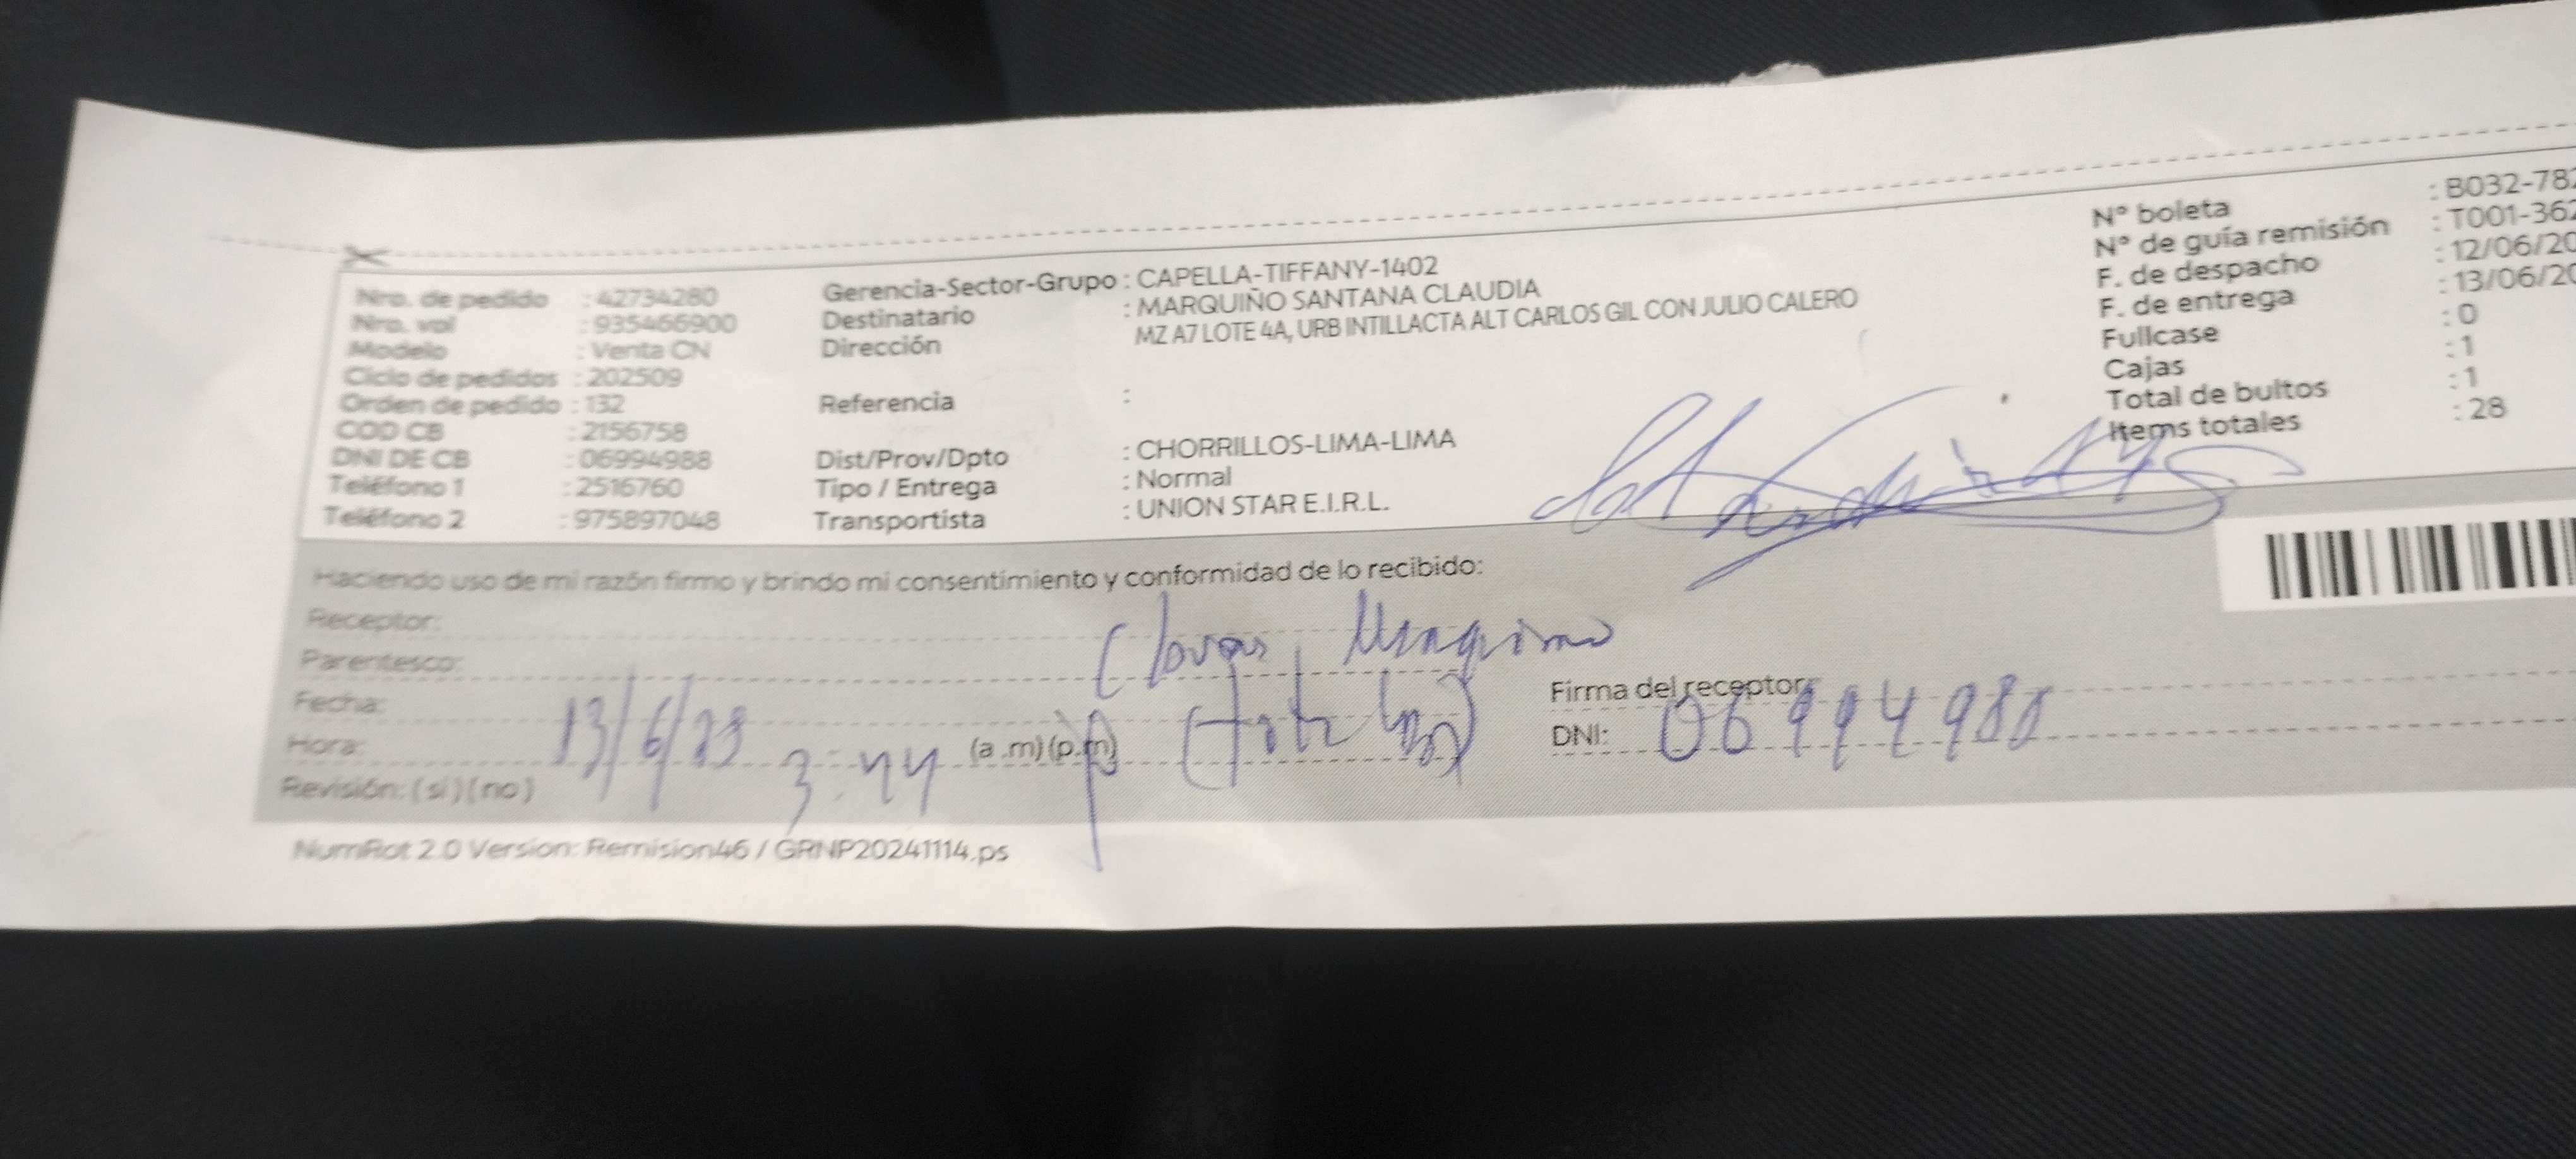 Nro. de pedido : 42734280
Nro. vol : 935466900
Modelo : Venta CN
Ciclo de pedidos : 202509
Orden de pedido : 132
COD CB : 2156758
DNI DE CB : 06994988
Teléfono 1 : 2516760
Teléfono 2 : 975897048
Gerencia-Sector-Grupo : CAPELLA-TIFFANY-1402
Destinatario : MARQUIÑO SANTANA CLAUDIA
Dirección MZ A7 LOTE 4A, URB INTILLACTA ALT CARLOS GIL CON JULIO CALERO
Referencia :
Dist/Prov/Dpto : CHORRILLOS-LIMA-LIMA
Tipo / Entrega : Normal
Transportista : UNION STAR E.I.R.L.
N° boleta : B032-782
N° de guía remisión : T001-362
F. de despacho : 12/06/20
F. de entrega : 13/06/20
Fullcase : 0
Cajas : 1
Total de bultos : 1
Items totales : 28
Haciendo uso de mi razón firmo y brindo mi consentimiento y conformidad de lo recibido:
Receptor:
Parentesco:
Fecha: 13/6/
Hora: 3:44 (a .m) (p.m)
Revisión: (si) (no)
Firma del receptor:
DNI: 06994988
NumRot 2.0 Version: Remision46 / GRNP20241114.ps